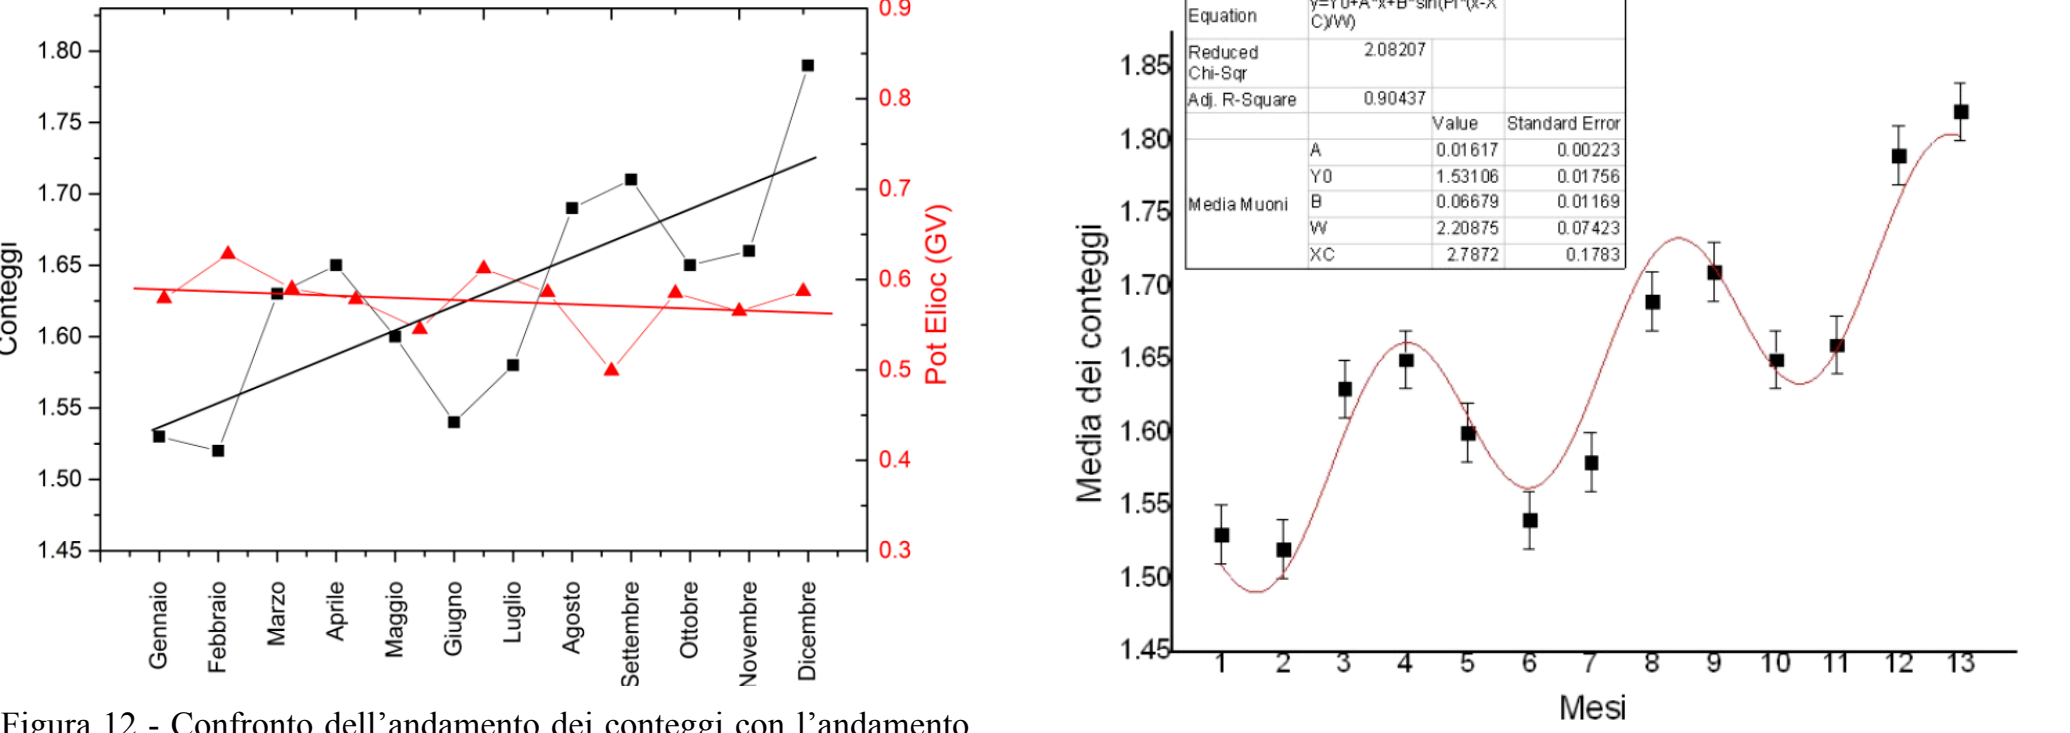 0.9
1.80
0.8
1.75
0.7
1.70
1.65
0.6
1.60
0.5
1.55
0.4
1.50
1.45
0.3
Conteggi
Pot Elioc (GV)
Gennaio
Febbraio
Marzo
Aprile
Maggio
Giugno
Luglio
Agosto
Settembre
Ottobre
Novembre
Dicembre
Figura 12 - Confronto dell'andamento dei conteggi con l'andamento
Equation y=Y0+A*x+B*sin(PI*(x-X
C)/W)
Reduced 2.08207
Chi-Sqr
Adj. R-Square 0.90437
Value Standard Error
A 0.01617 0.00223
Y0 1.53106 0.01756
Media Muoni B 0.06679 0.01169
W 2.20875 0.07423
XC 2.7872 0.1783
1.85
1.80
1.75
1.70
1.65
1.60
1.55
1.50
1.45
Media dei conteggi
1 2 3 4 5 6 7 8 9 10 11 12 13
Mesi